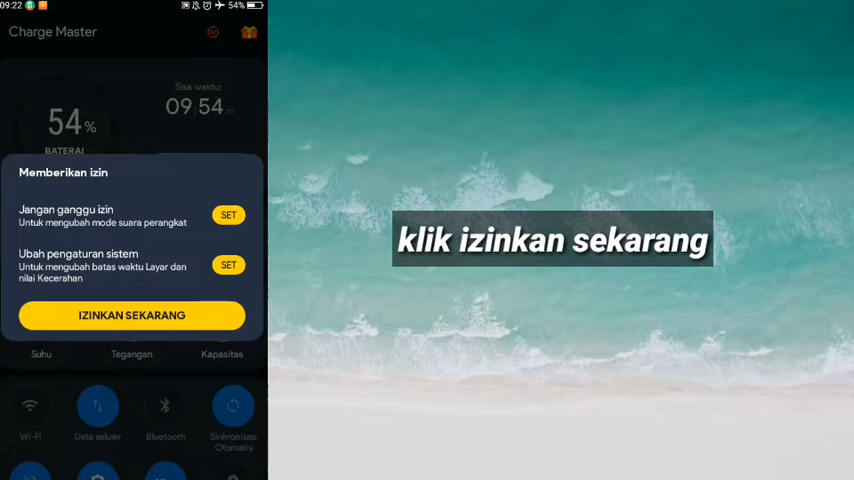 09:22
54%
Charge Master
Sisa waktu:
09 54 m
54 %
BATERAI
Memberikan izin
Jangan ganggu izin
Untuk mengubah mode suara perangkat
SET
Ubah pengaturan sistem
Untuk mengubah batas waktu Layar dan
nilai Kecerahan
SET
IZINKAN SEKARANG
Suhu
Tegangan
Kapasitas
Wi-Fi
Data seluler
Bluetooth
Sinkronisasi
Otomatis
klik izinkan sekarang